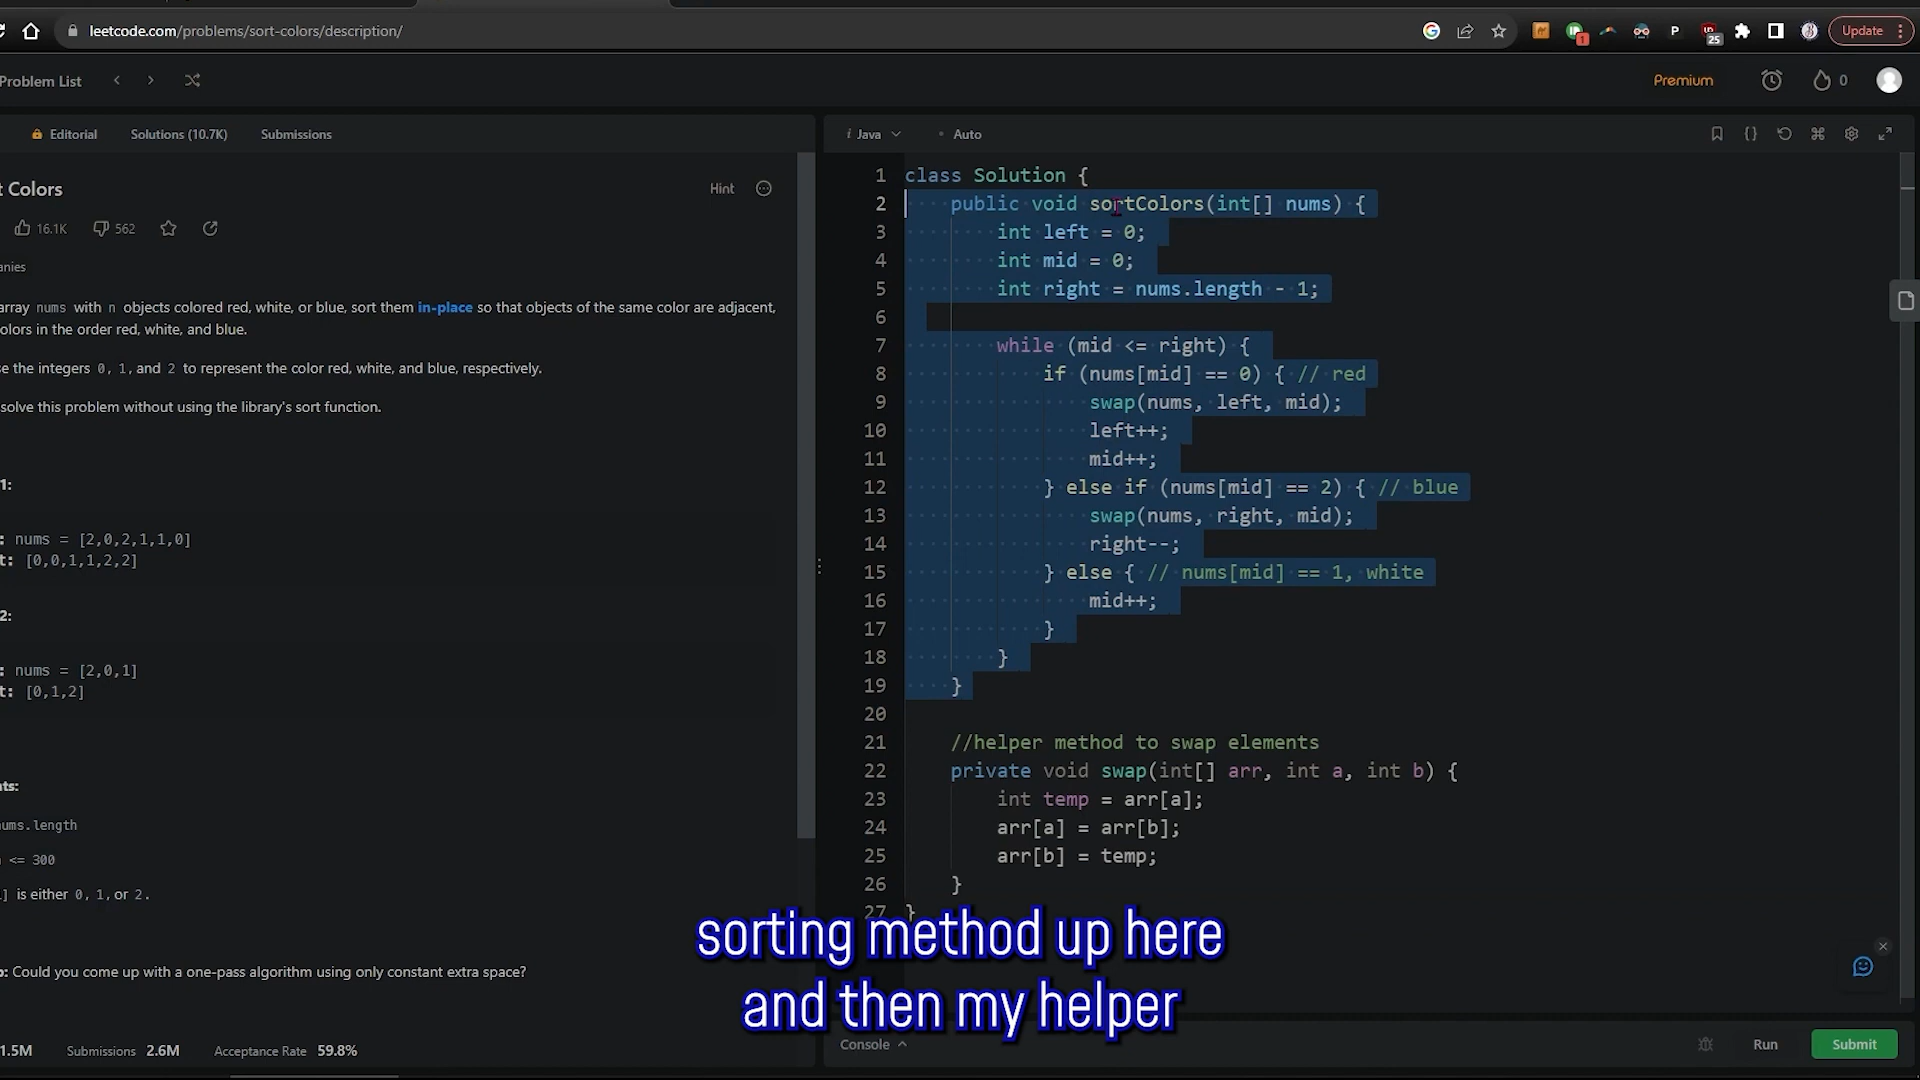 leetcode.com/problems/sort-colors/description/
1
25
Update
Problem List
Premium
0
Editorial
Solutions (10.7K)
Submissions
Colors
Hint
16.1K
562
array nums with n objects colored red, white, or blue, sort them in-place so that objects of the same color are adjacent,
in the order red, white, and blue.
the integers 0, 1, and 2 to represent the color red, white, and blue, respectively.
solve this problem without using the library's sort function.
1:
nums = [2,0,2,1,1,0]
[0,0,1,1,2,2]
2:
nums = [2,0,1]
[0,1,2]
nums.length
<= 300
is either 0, 1, or 2.
Could you come up with a one-pass algorithm using only constant extra space?
1.5M
Submissions 2.6M
Acceptance Rate 59.8%
i Java
Auto
1 class Solution {
2 public void sortColors(int[] nums) {
3 int left = 0;
4 int mid = 0;
5 int right = nums.length - 1;
6
7 while (mid <= right) {
8 if (nums[mid] == 0) { // red
9 swap(nums, left, mid);
10 left++;
11 mid++;
12 } else if (nums[mid] == 2) { // blue
13 swap(nums, right, mid);
14 right--;
15 } else { // nums[mid] == 1, white
16 mid++;
17 }
18 }
19 }
20
21 //helper method to swap elements
22 private void swap(int[] arr, int a, int b) {
23 int temp = arr[a];
24 arr[a] = arr[b];
25 arr[b] = temp;
26 }
27 }
sorting method up here
and then my helper
Console
Run
Submit